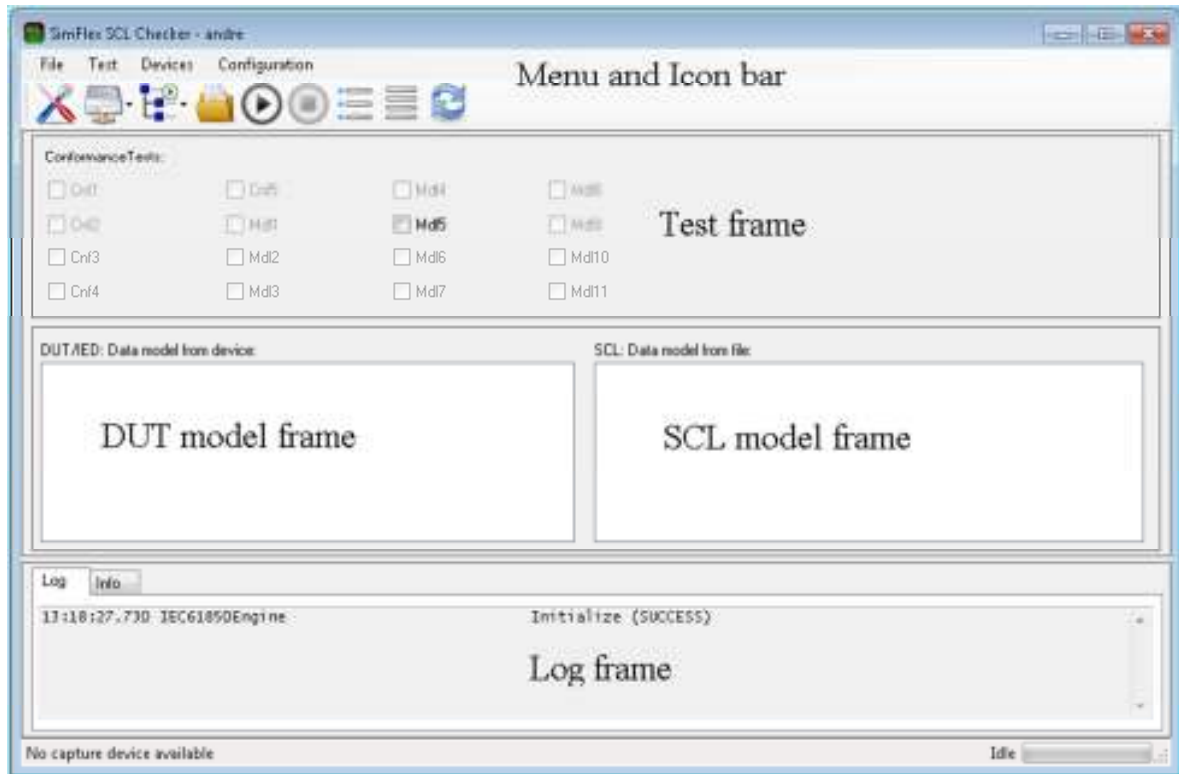 SimFlex SCL Checker - andre
File Test Devices Configuration
Menu and Icon bar
ConformanceTests:
Cnf1 Cnf5 Mdl4 Mdl8
Cnf2 Mdl1 Mdl5 Mdl9
Test frame
Cnf3 Mdl2 Mdl6 Mdl10
Cnf4 Mdl3 Mdl7 Mdl11
DUT/IED: Data model from device: SCL: Data model from file:
DUT model frame SCL model frame
Log Info
13:18:27.730 IEC61850Engine Initialize (SUCCESS)
Log frame
No capture device available Idle